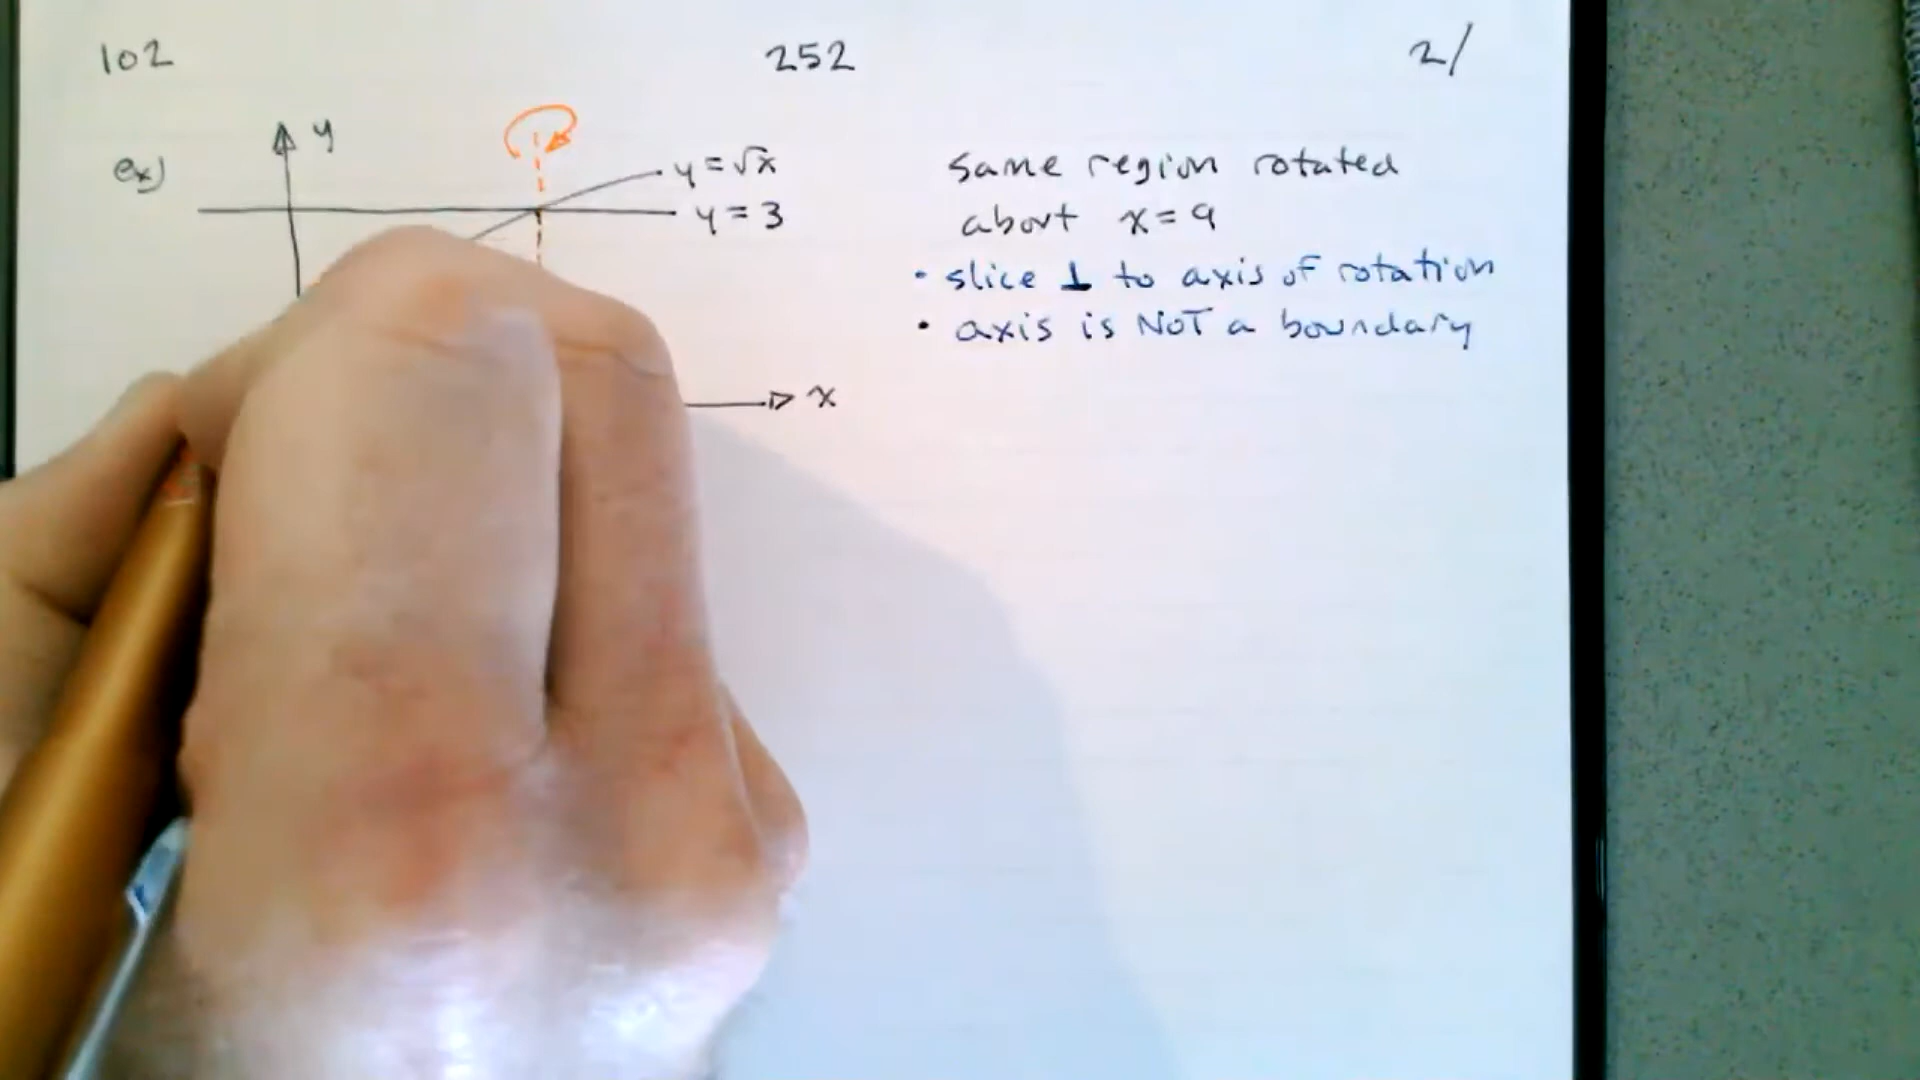 102 252 2/
ex) y
y = √x
y = 3
x
same region rotated
about x = 9
• slice ⊥ to axis of rotation
• axis is NOT a boundary